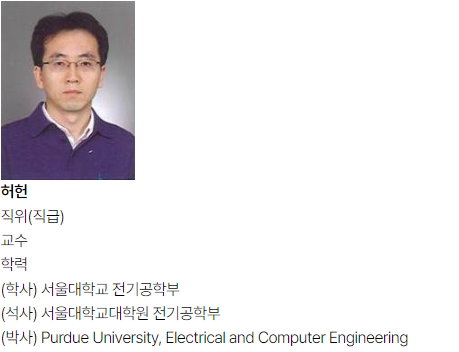 허헌
직위(직급)
교수
학력
(학사) 서울대학교 전기공학부
(석사) 서울대학교대학원 전기공학부
(박사) Purdue University, Electrical and Computer Engineering